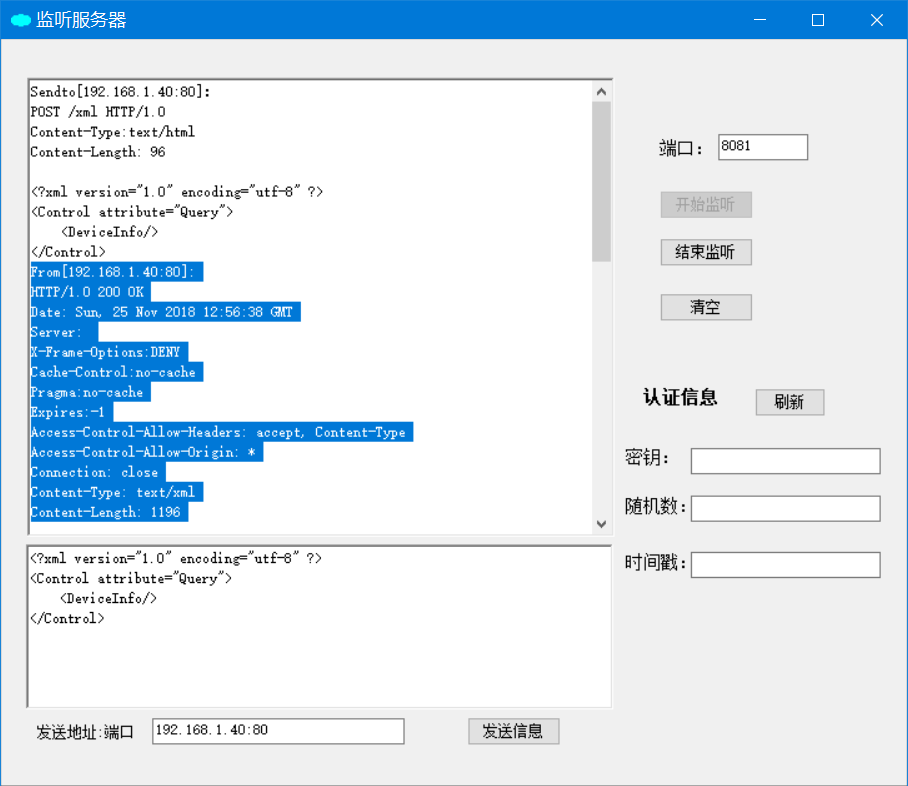 监听服务器
Sendto[192.168.1.40:80]:
POST /xml HTTP/1.0
Content-Type:text/html
Content-Length: 96
<?xml version="1.0" encoding="utf-8" ?>
<Control attribute="Query">
    <DeviceInfo/>
</Control>
From[192.168.1.40:80]:
HTTP/1.0 200 OK
Date: Sun, 25 Nov 2018 12:56:38 GMT
Server:
X-Frame-Options:DENY
Cache-Control:no-cache
Pragma:no-cache
Expires:-1
Access-Control-Allow-Headers: accept, Content-Type
Access-Control-Allow-Origin: *
Connection: close
Content-Type: text/xml
Content-Length: 1196
<?xml version="1.0" encoding="utf-8" ?>
<Control attribute="Query">
    <DeviceInfo/>
</Control>
发送地址:端口 192.168.1.40:80 发送信息
端口： 8081
开始监听
结束监听
清空
认证信息 刷新
密钥：
随机数：
时间戳：